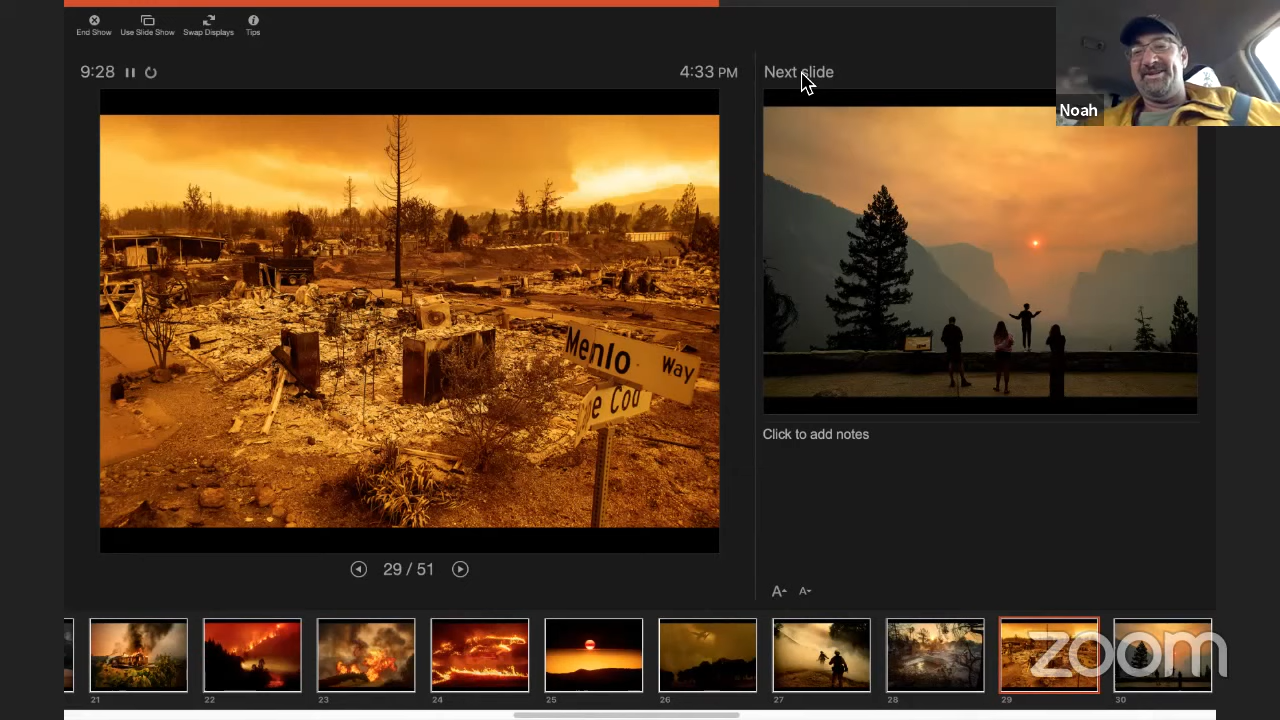 End Show
Use Slide Show
Swap Displays
Tips
9:28
4:33 PM
Next slide
Noah
Menlo Way
e Cod
Click to add notes
29 / 51
A
A
21
22
23
24
25
26
27
28
29
30
zoom